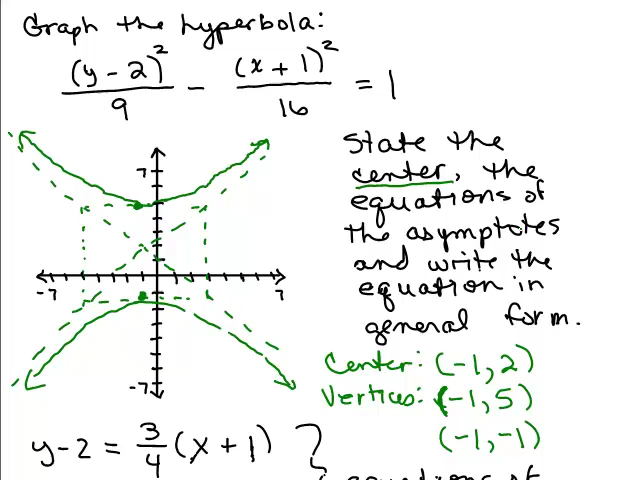 Graph the hyperbola:
(y - 2)² / 9 - (x + 1)² / 16 = 1
State the
center, the
equations of
the asymptotes
and write the
equation in
general form.
7
-7
7
-7
Center: (-1, 2)
Vertices: (-1, 5)
(-1, -1)
y - 2 = 3/4 (x + 1) }
equations of